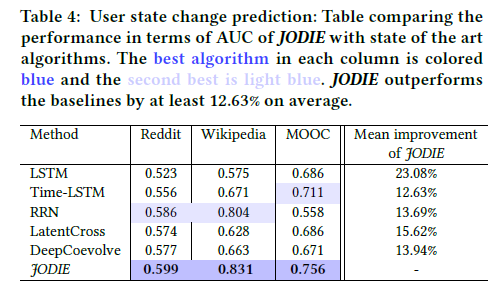 Table 4: User state change prediction: Table comparing the
performance in terms of AUC of JODIE with state of the art
algorithms. The best algorithm in each column is colored
blue and the second best is light blue. JODIE outperforms
the baselines by at least 12.63% on average.
Method Reddit Wikipedia MOOC Mean improvement
of JODIE
LSTM 0.523 0.575 0.686 23.08%
Time-LSTM 0.556 0.671 0.711 12.63%
RRN 0.586 0.804 0.558 13.69%
LatentCross 0.574 0.628 0.686 15.62%
DeepCoevolve 0.577 0.663 0.671 13.94%
JODIE 0.599 0.831 0.756 -